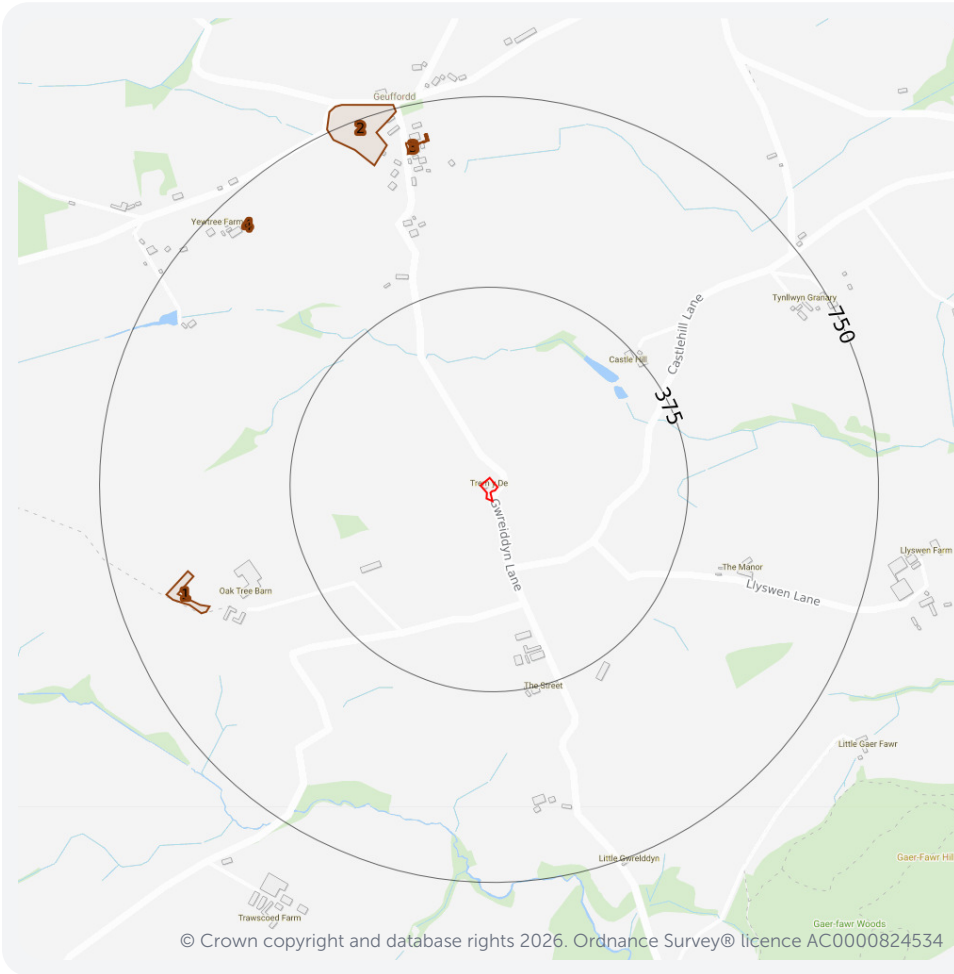 Geuffordd
2
3
Yewtree Farm
4
Tynllwyn Granary
750
Castlehill Lane
Castle Hill
375
Trem y De
Gwreiddyn Lane
Llyswen Farm
The Manor
Llyswen Lane
1
Oak Tree Barn
The Street
Little Gaer Fawr
Little Gwreiddyn
Gaer-Fawr Hill
Trawscoed Farm
Gaer-fawr Woods
© Crown copyright and database rights 2026. Ordnance Survey® licence AC0000824534